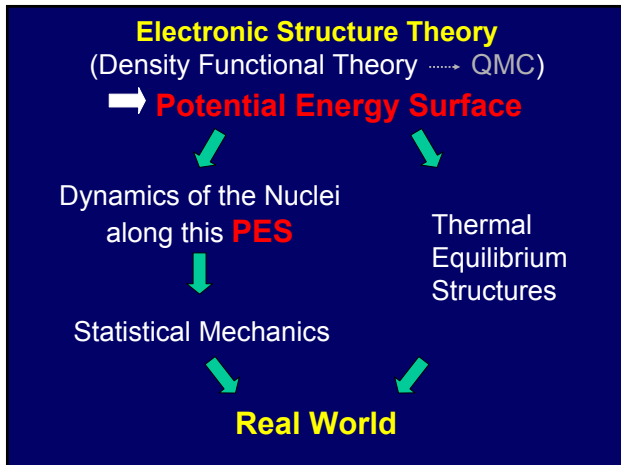 Electronic Structure Theory
(Density Functional Theory QMC)
Potential Energy Surface
Dynamics of the Nuclei
along this PES
Statistical Mechanics
Thermal
Equilibrium
Structures
Real World